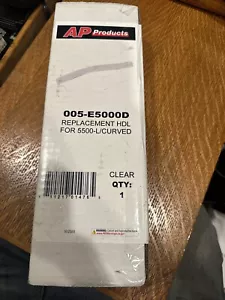 AP Products
005-E5000D
REPLACEMENT HDL
FOR 5500-L/CURVED
CLEAR
QTY:
1